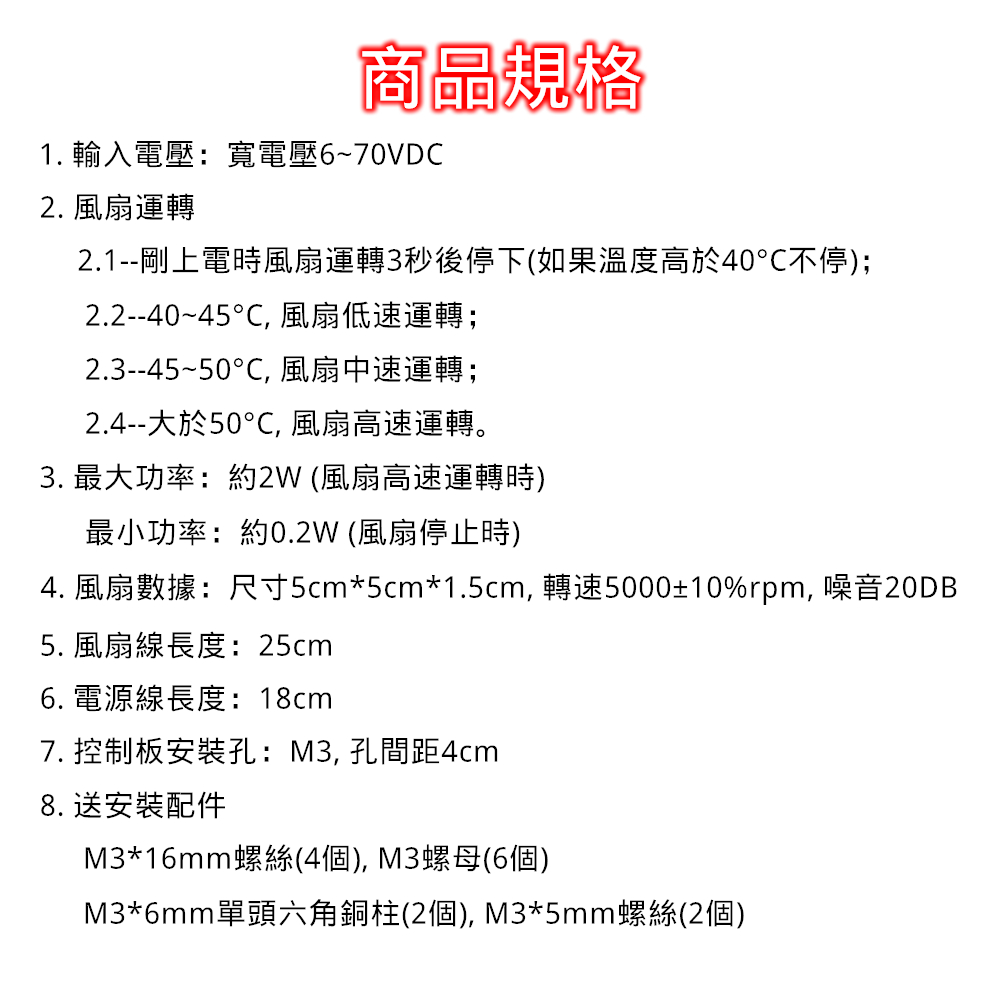 商品規格
1. 輸入電壓：寬電壓6~70VDC
2. 風扇運轉
2.1--剛上電時風扇運轉3秒後停下(如果溫度高於40°C不停)；
2.2--40~45°C, 風扇低速運轉；
2.3--45~50°C, 風扇中速運轉；
2.4--大於50°C, 風扇高速運轉。
3. 最大功率：約2W (風扇高速運轉時)
最小功率：約0.2W (風扇停止時)
4. 風扇數據：尺寸5cm*5cm*1.5cm, 轉速5000±10%rpm, 噪音20DB
5. 風扇線長度：25cm
6. 電源線長度：18cm
7. 控制板安裝孔：M3, 孔間距4cm
8. 送安裝配件
M3*16mm螺絲(4個), M3螺母(6個)
M3*6mm單頭六角銅柱(2個), M3*5mm螺絲(2個)